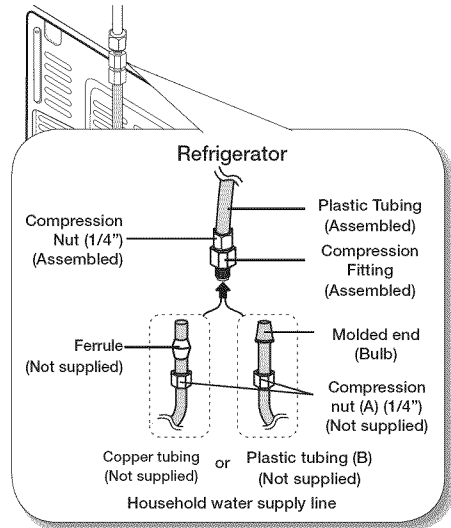 Refrigerator
Compression
Nut (1/4”)
(Assembled)
Plastic Tubing
(Assembled)
Compression
Fitting
(Assembled)
Ferrule
(Not supplied)
Molded end
(Bulb)
Compression
nut (A) (1/4”)
(Not supplied)
Copper tubing
(Not supplied)
or
Plastic tubing (B)
(Not supplied)
Household water supply line